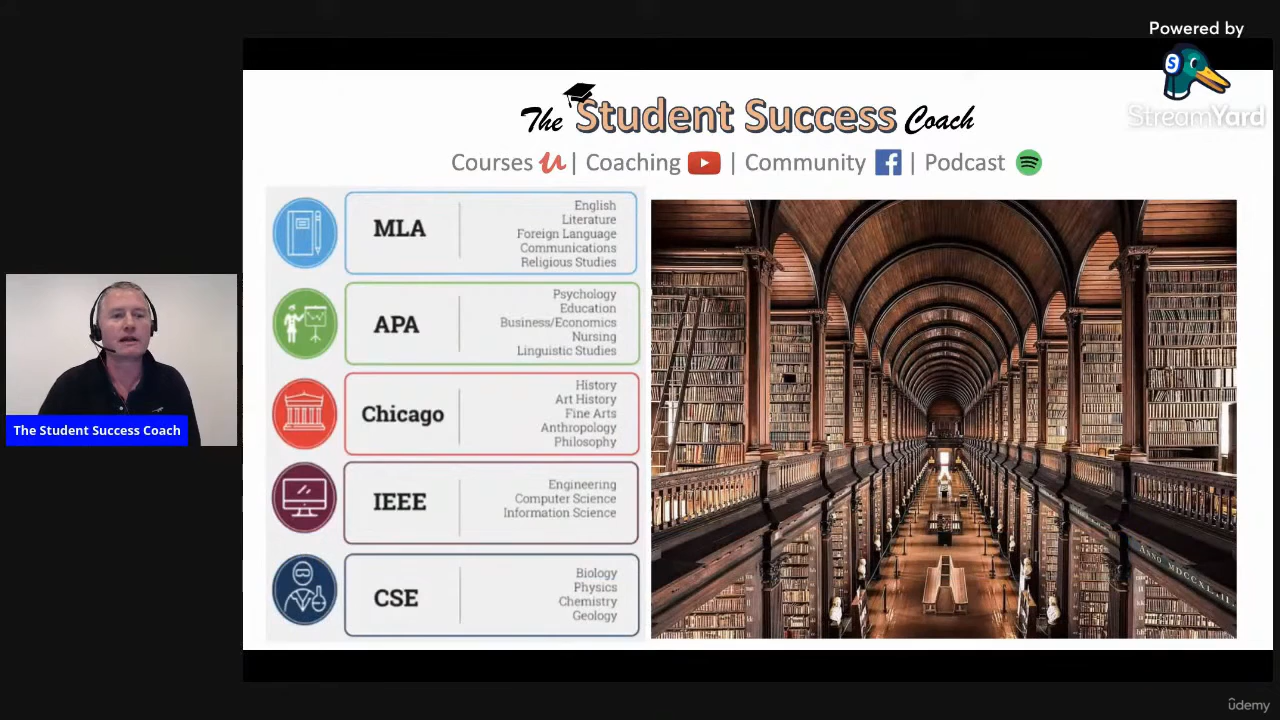 Powered by
StreamYard
The Student Success Coach
Courses | Coaching | Community | Podcast
MLA
English
Literature
Foreign Language
Communications
Religious Studies
APA
Psychology
Education
Business/Economics
Nursing
Linguistic Studies
Chicago
History
Art History
Fine Arts
Anthropology
Philosophy
IEEE
Engineering
Computer Science
Information Science
CSE
Biology
Physics
Chemistry
Geology
The Student Success Coach
ûdemy